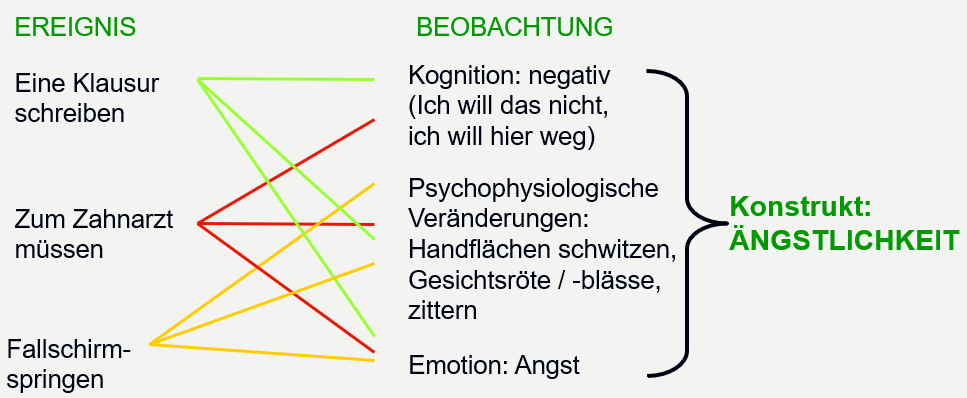 EREIGNIS
Eine Klausur
schreiben
Zum Zahnarzt
müssen
Fallschirm-
springen
BEOBACHTUNG
Kognition: negativ
(Ich will das nicht,
ich will hier weg)
Psychophysiologische
Veränderungen:
Handflächen schwitzen,
Gesichtsröte / -blässe,
zittern
Emotion: Angst
Konstrukt:
ÄNGSTLICHKEIT